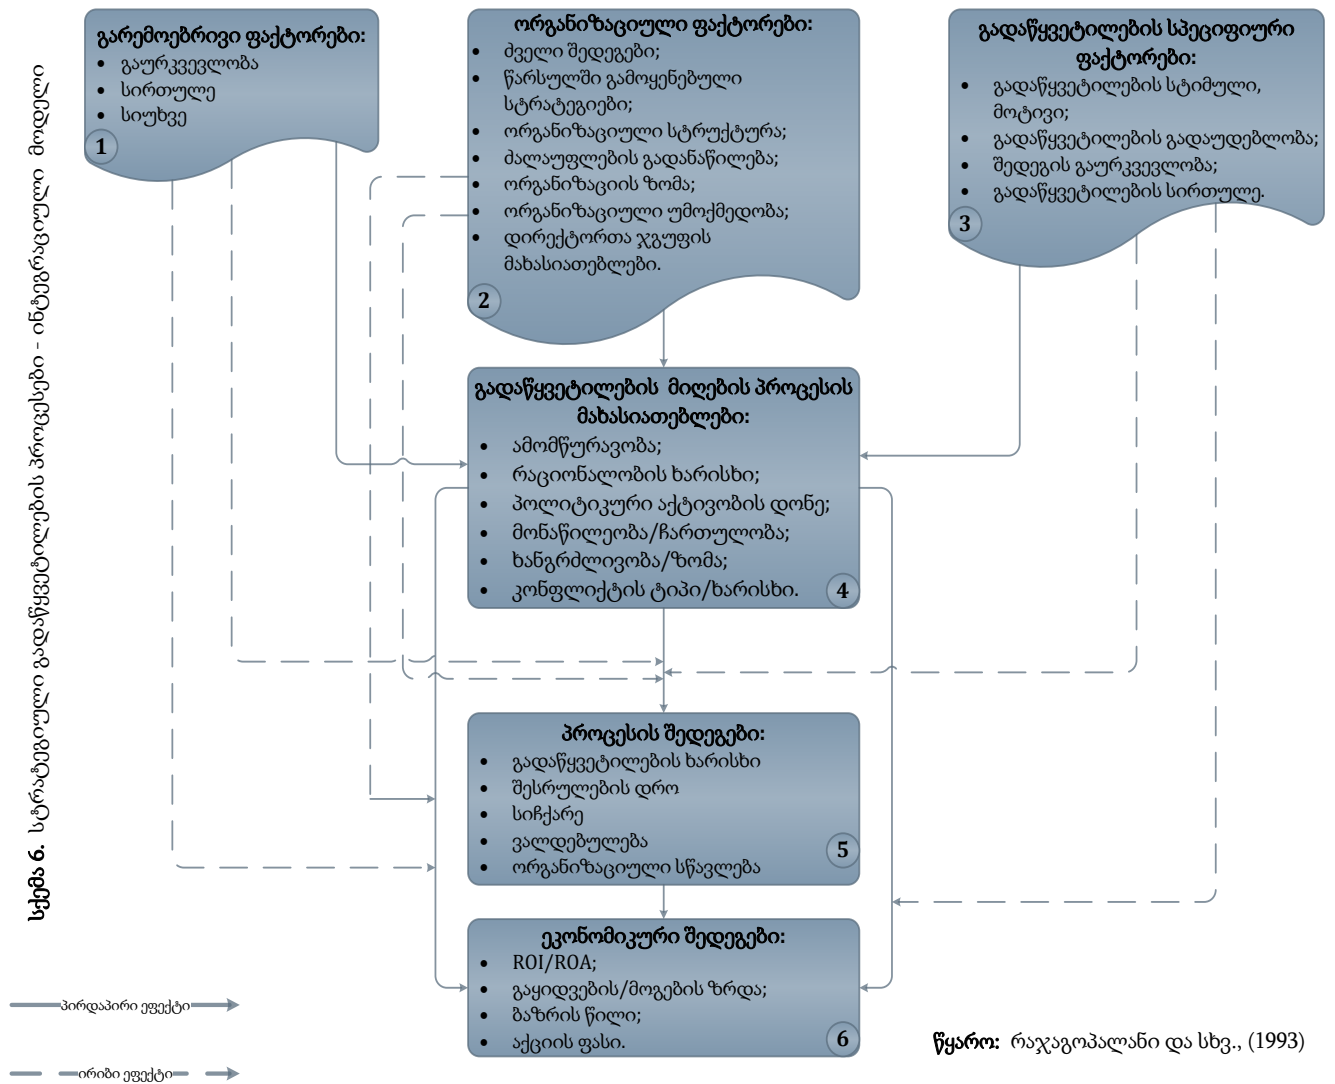 სქემა 6. სტრატეგიული გადაწყვეტილების პროცესები - ინტეგრაციული მოდელი
გარემოებრივი ფაქტორები:
• გაურკვევლობა
• სირთულე
• სიუხვე
1
ორგანიზაციული ფაქტორები:
• ძველი შედეგები;
• წარსულში გამოყენებული
სტრატეგიები;
• ორგანიზაციული სტრუქტურა;
• ძალაუფლების გადანაწილება;
• ორგანიზაციის ზომა;
• ორგანიზაციული უმოქმედობა;
• დირექტორთა ჯგუფის
მახასიათებლები.
2
გადაწყვეტილების სპეციფიური
ფაქტორები:
• გადაწყვეტილების სტიმული,
მოტივი;
• გადაწყვეტილების გადაუდებლობა;
• შედეგის გაურკვევლობა;
• გადაწყვეტილების სირთულე.
3
გადაწყვეტილების მიღების პროცესის
მახასიათებლები:
• ამომწურავობა;
• რაციონალობის ხარისხი;
• პოლიტიკური აქტივობის დონე;
• მონაწილეობა/ჩართულობა;
• ხანგრძლივობა/ზომა;
• კონფლიქტის ტიპი/ხარისხი.
4
პროცესის შედეგები:
• გადაწყვეტილების ხარისხი
• შესრულების დრო
• სიჩქარე
• ვალდებულება
• ორგანიზაციული სწავლება
5
ეკონომიკური შედეგები:
• ROI/ROA;
• გაყიდვების/მოგების ზრდა;
• ბაზრის წილი;
• აქციის ფასი.
6
პირდაპირი ეფექტი
ირიბი ეფექტი
წყარო: რაჯაგოპალანი და სხვ., (1993)